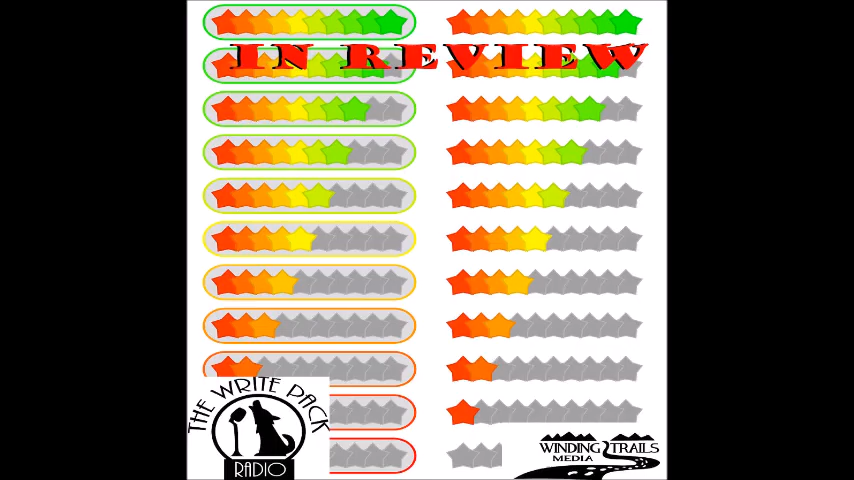 IN REVIEW
THE WRITE PACK
RADIO
WINDING TRAILS
MEDIA